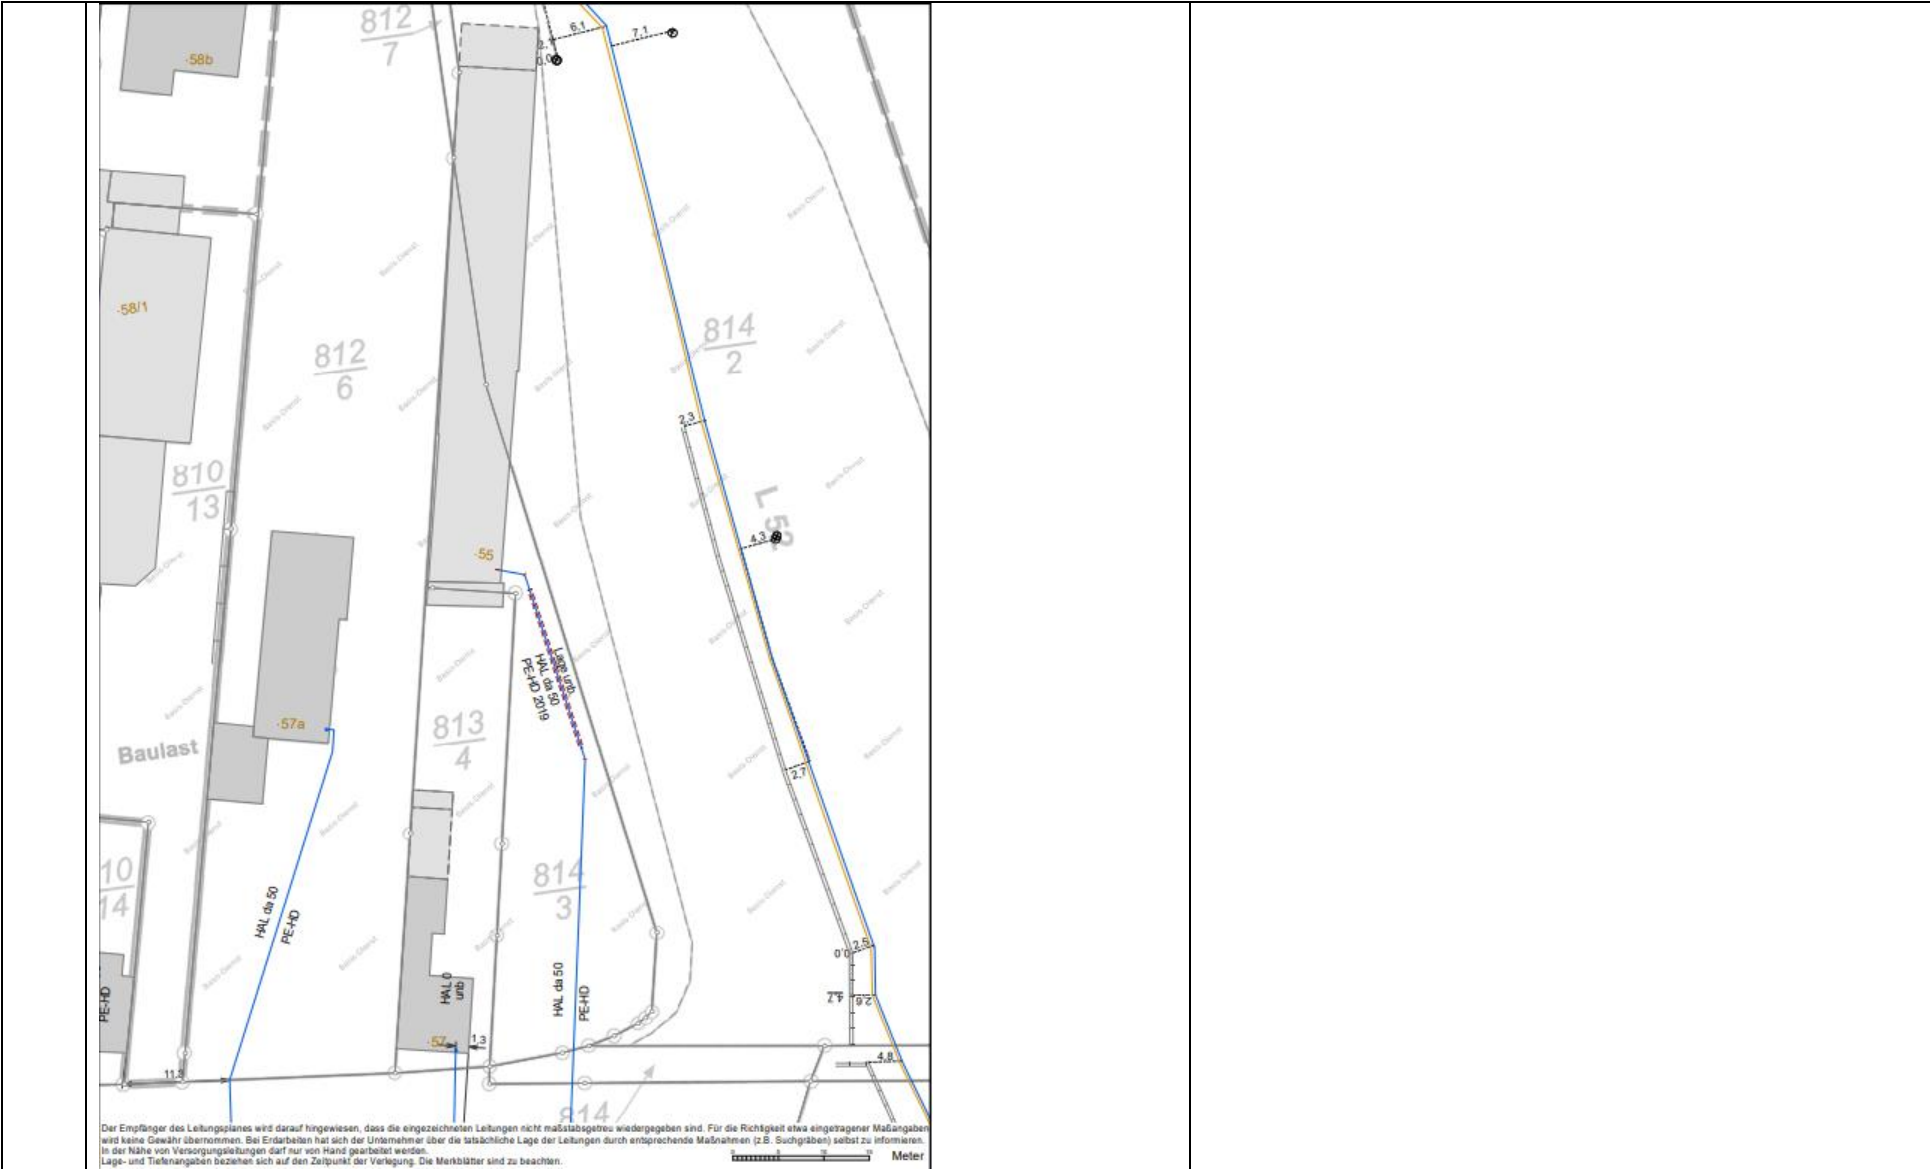 812
7
6,1
7,1
58b
58/1
812
6
814
2
2,3
810
13
L 52
4,3
55
Lage unb.
HAL da 50
PE-HD 2019
57a
813
4
Baulast
2,7
10
14
814
3
HAL da 50
PE-HD
2,5
0,0
HAL 0
unb
HAL da 50
PE-HD
4,7
2,6
PE-HD
57
1,3
4,8
11,3
814
Basis-Dienst
Der Empfänger des Leitungsplanes wird darauf hingewiesen, dass die eingezeichneten Leitungen nicht maßstabsgetreu wiedergegeben sind. Für die Richtigkeit etwa eingetragener Maßangaben
wird keine Gewähr übernommen. Bei Erdarbeiten hat sich der Unternehmer über die tatsächliche Lage der Leitungen durch entsprechende Maßnahmen (z.B. Suchgräben) selbst zu informieren.
In der Nähe von Versorgungsleitungen darf nur von Hand gearbeitet werden.
Lage- und Tiefenangaben beziehen sich auf den Zeitpunkt der Verlegung. Die Merkblätter sind zu beachten.
Meter